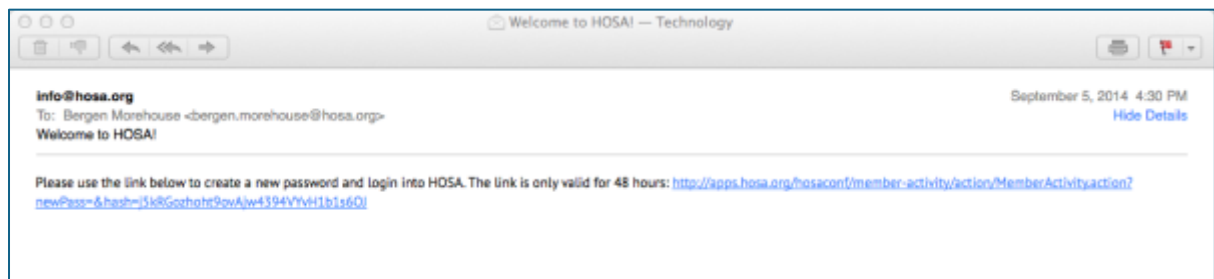 Welcome to HOSA! — Technology
info@hosa.org
September 5, 2014 4:30 PM
To: Bergen Morehouse <bergen.morehouse@hosa.org>
Hide Details
Welcome to HOSA!
Please use the link below to create a new password and login into HOSA. The link is only valid for 48 hours: http://apps.hosa.org/hosaconf/member-activity/action/MemberActivity.action?